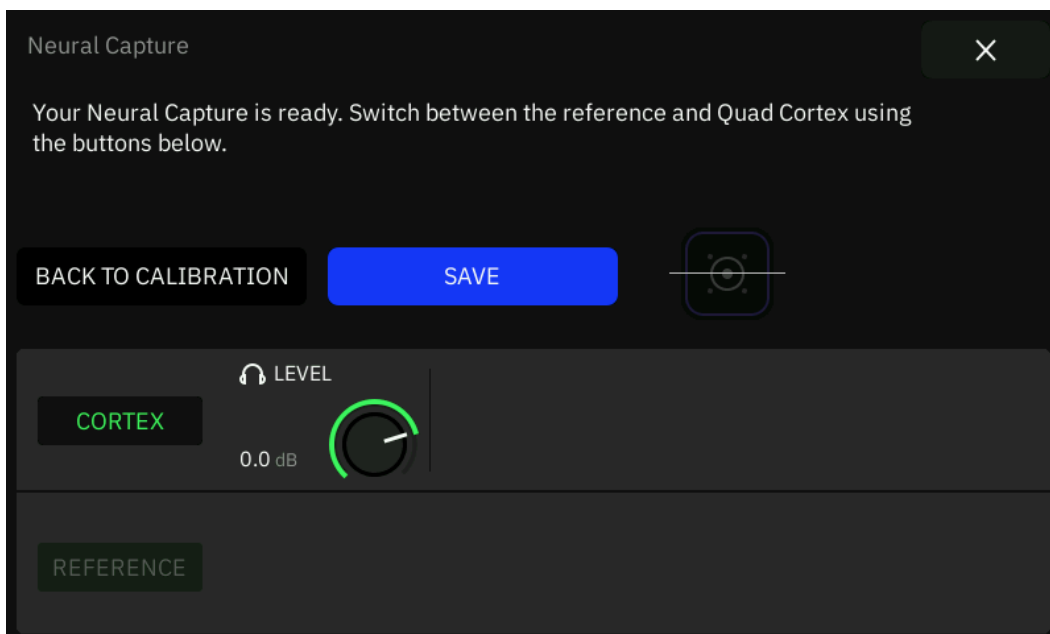 Neural Capture
Your Neural Capture is ready. Switch between the reference and Quad Cortex using
the buttons below.
BACK TO CALIBRATION
SAVE
LEVEL
CORTEX
0.0 dB
REFERENCE